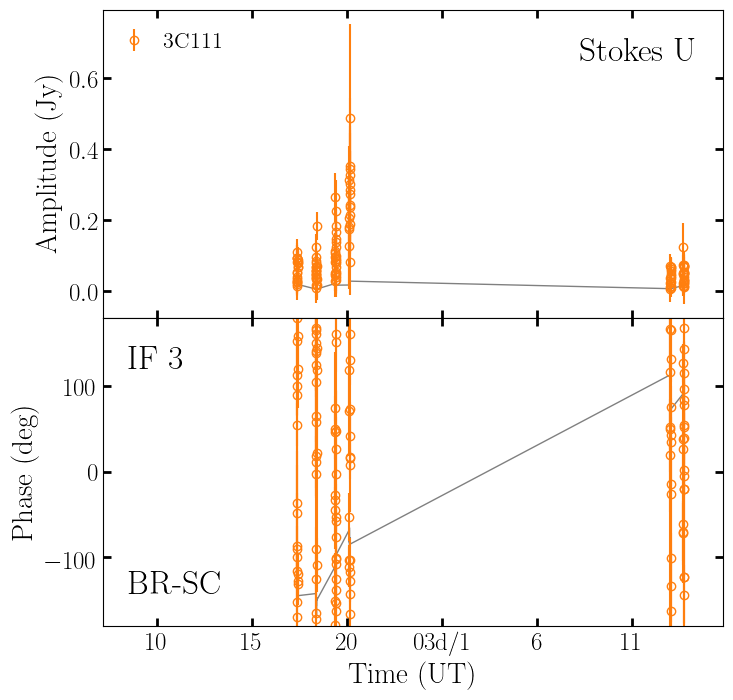 3C111
Stokes U
Amplitude (Jy)
0.6
0.4
0.2
0.0
IF 3
Phase (deg)
100
0
−100
BR-SC
10 15 20 03d/1 6 11
Time (UT)